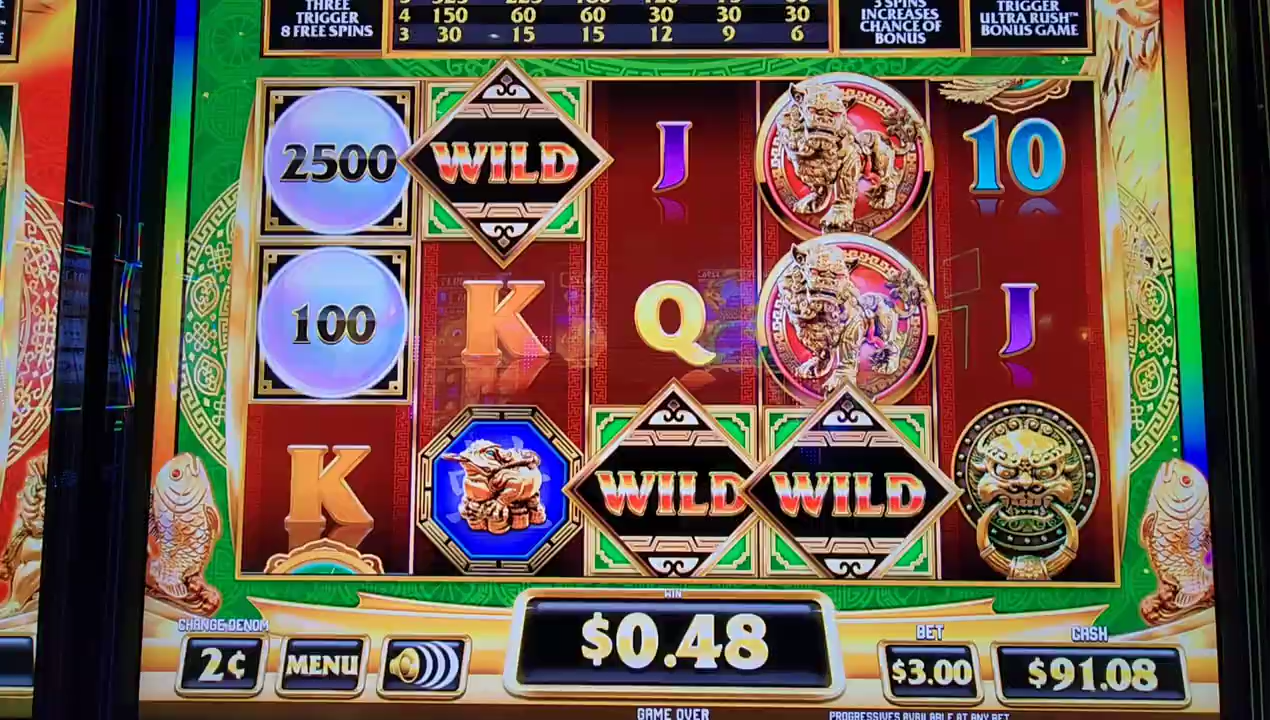 THREE
TRIGGER
8 FREE SPINS
4 150 60 60 30 30 30
3 30 15 15 12 9 6
3 SPINS
INCREASES
CHANCE OF
BONUS
TRIGGER
ULTRA RUSH™
BONUS GAME
2500 WILD J 10
100 K Q J
K WILD WILD
WIN
CHANGE DENOM
2¢
MENU
$0.48
BET
$3.00
CASH
$91.08
GAME OVER
PROGRESSIVES AVAILABLE AT ANY BET